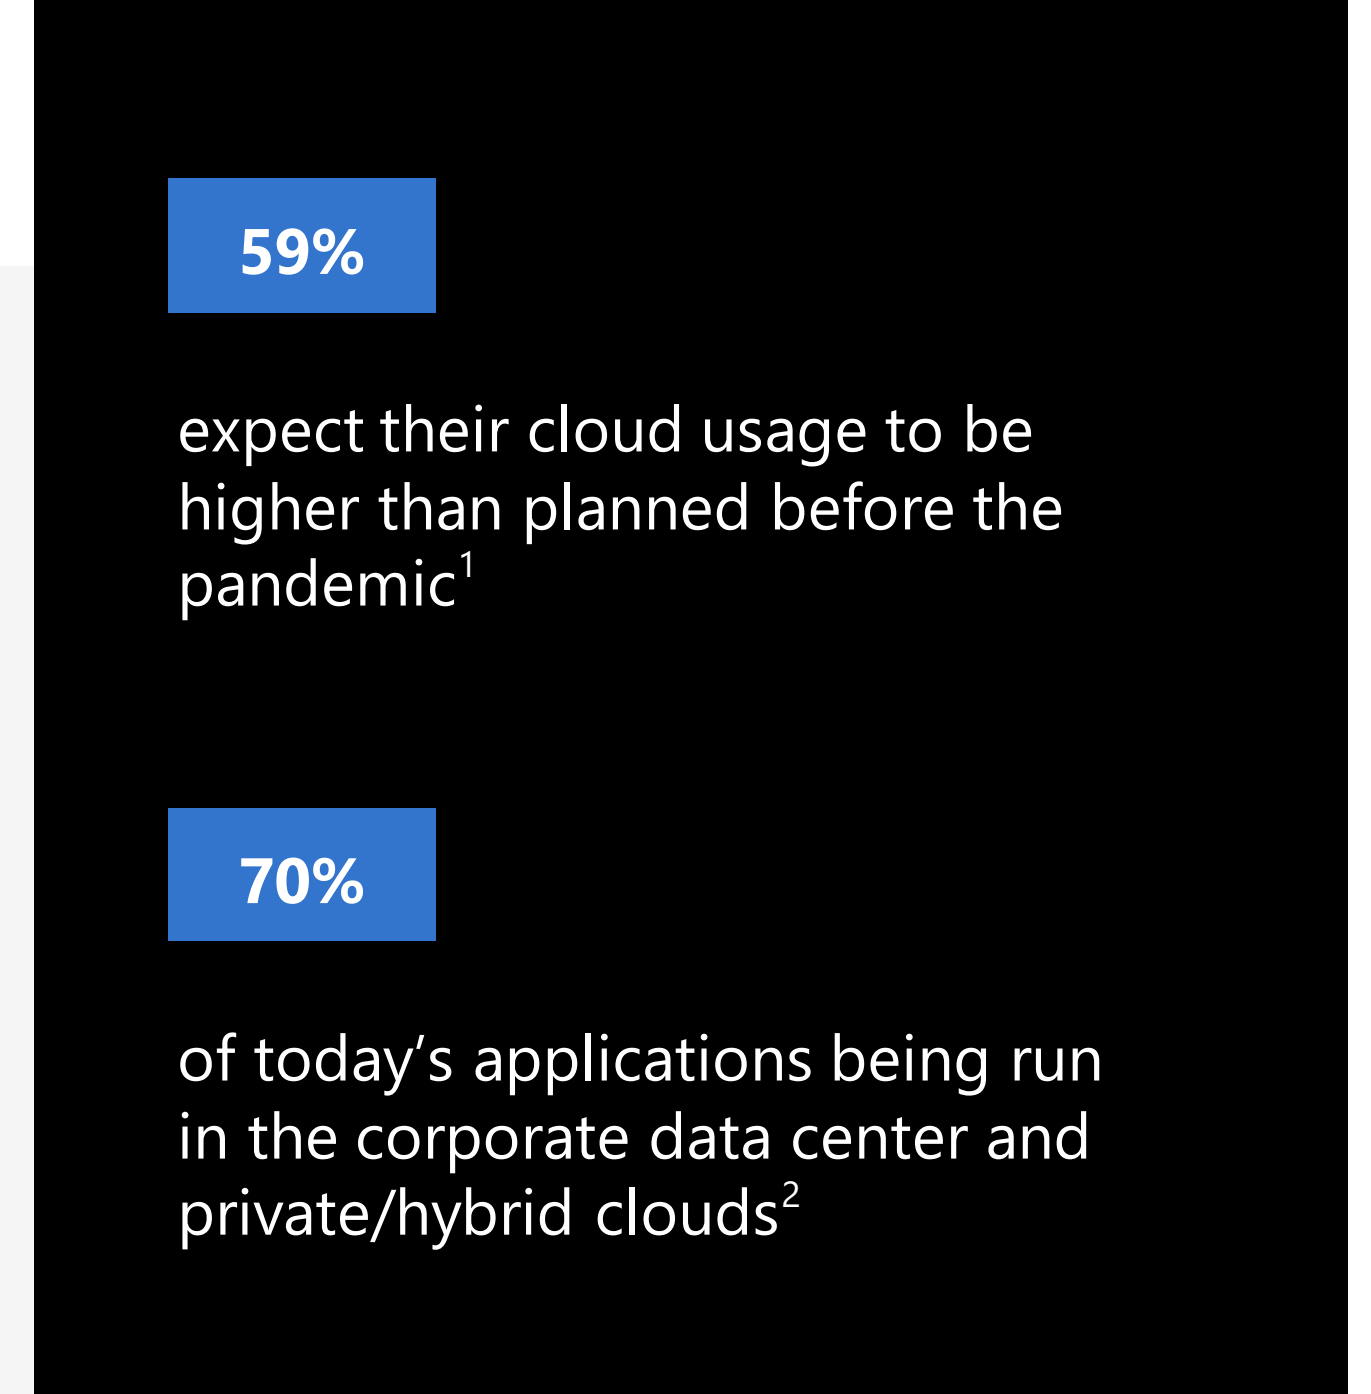 59%
expect their cloud usage to be
higher than planned before the
pandemic¹
70%
of today’s applications being run
in the corporate data center and
private/hybrid clouds²